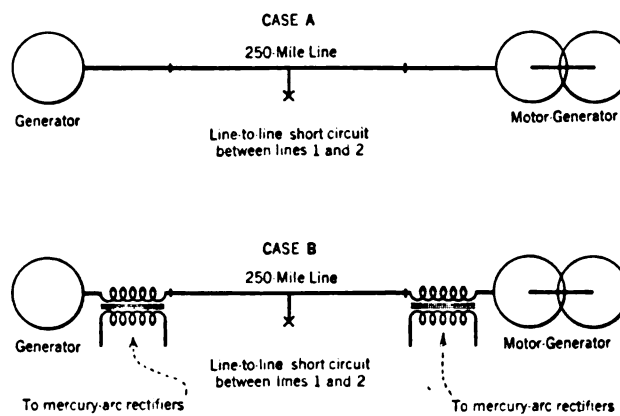 CASE A
250-Mile Line
Generator
Line-to-line short circuit
between lines 1 and 2
Motor-Generator
CASE B
250-Mile Line
Generator
Line-to-line short circuit
between lines 1 and 2
Motor-Generator
To mercury-arc rectifiers
To mercury-arc rectifiers